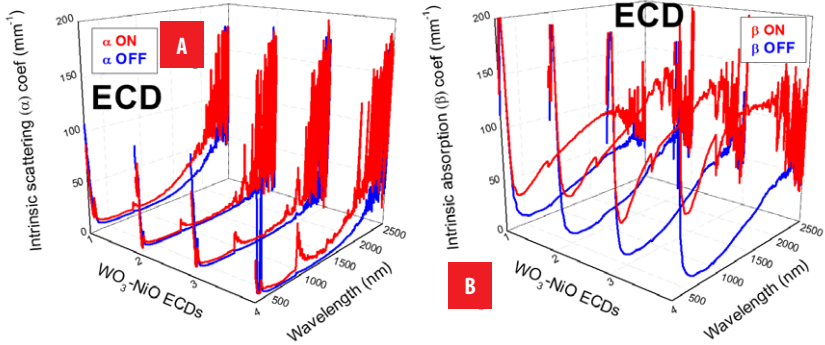 A
α ON
α OFF
ECD
Intrinsic scattering (α) coef (mm⁻¹)
200
150
100
50
0
1
2
3
4
WO₃-NiO ECDs
500
1000
1500
2000
2500
Wavelength (nm)
B
ECD
β ON
β OFF
Intrinsic absorption (β) coef (mm⁻¹)
200
150
100
50
0
1
2
3
4
WO₃-NiO ECDs
500
1000
1500
2000
2500
Wavelength (nm)